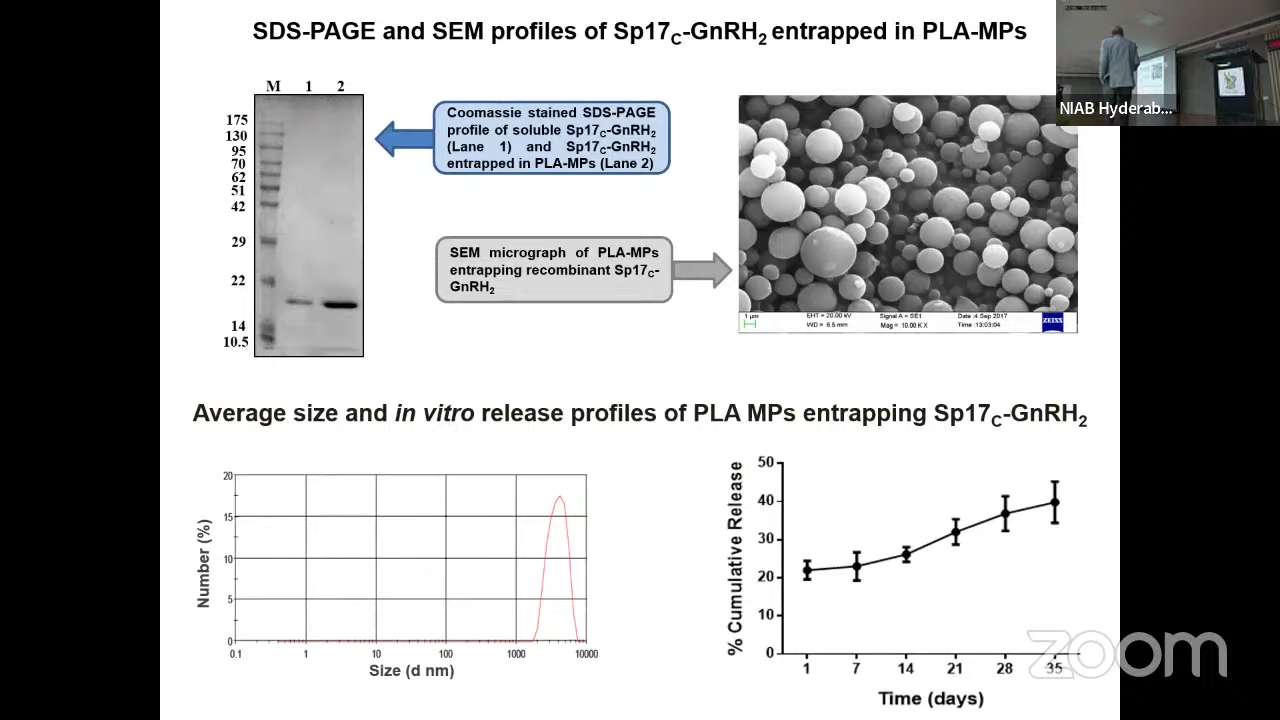 SDS-PAGE and SEM profiles of Sp17C-GnRH2 entrapped in PLA-MPs
NIAB Hyderab...
M 1 2
175
130
95
70
62
51
42
29
22
14
10.5
Coomassie stained SDS-PAGE
profile of soluble Sp17C-GnRH2
(Lane 1) and Sp17C-GnRH2
entrapped in PLA-MPs (Lane 2)
SEM micrograph of PLA-MPs
entrapping recombinant Sp17C-
GnRH2
1 µm
EHT = 20.00 kV
WD = 6.5 mm
Signal A = SE1
Mag = 10.00 K X
Date :4 Sep 2017
Time :13:03:04
ZEISS
Average size and in vitro release profiles of PLA MPs entrapping Sp17C-GnRH2
Number (%)
20
15
10
5
0
0.1 1 10 100 1000 10000
Size (d nm)
% Cumulative Release
50
40
30
20
10
0
1 7 14 21 28 35
Time (days)
zoom